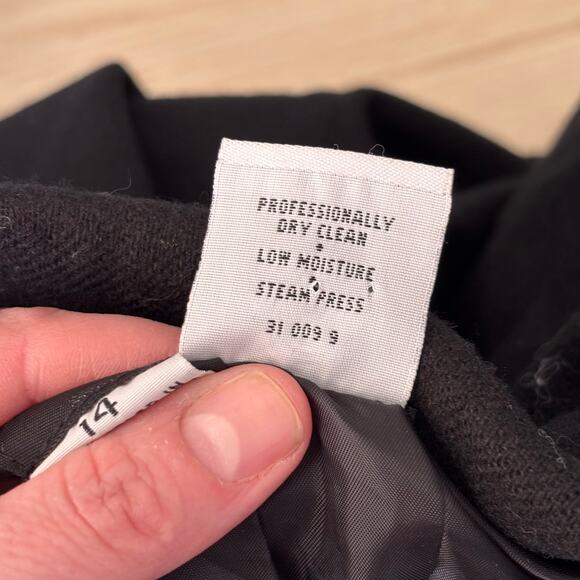 PROFESSIONALLY
DRY CLEAN
•
LOW MOISTURE
•
STEAM PRESS
31 009 9
14